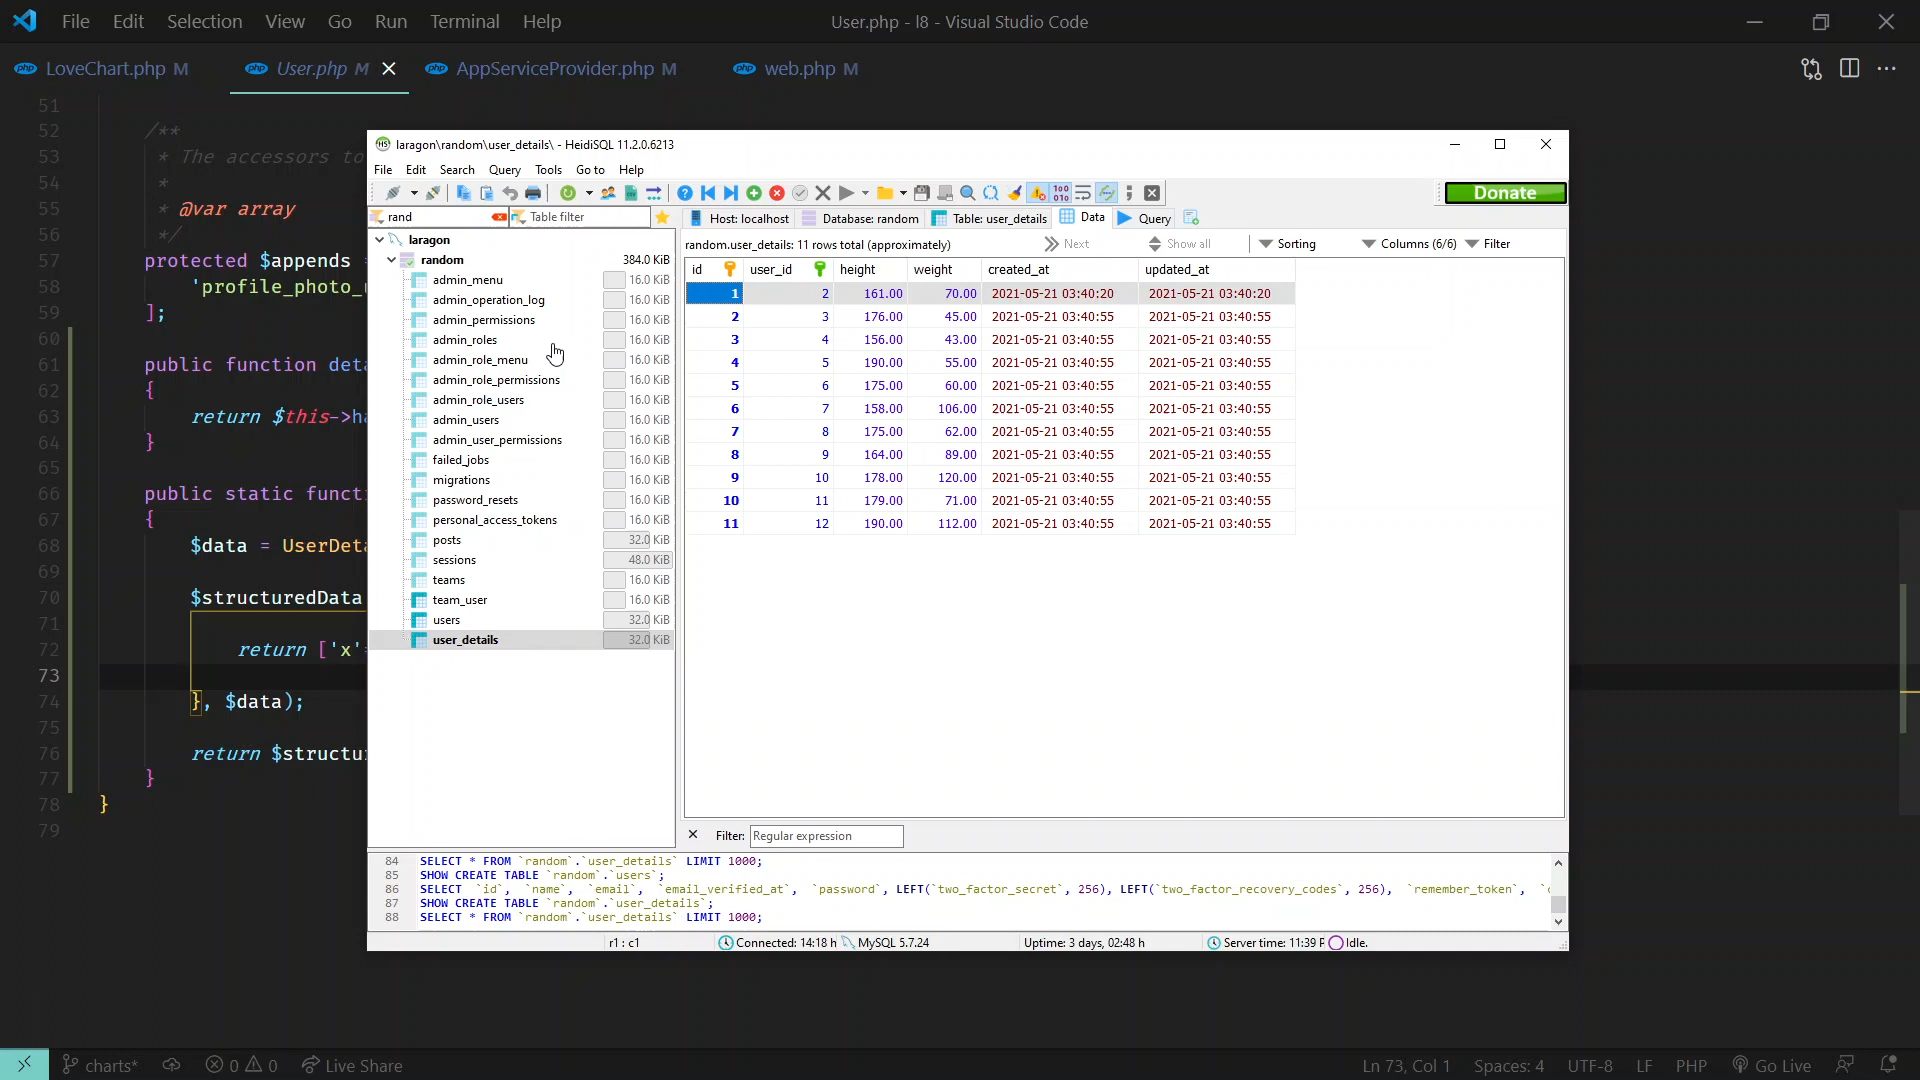 File Edit Selection View Go Run Terminal Help User.php - l8 - Visual Studio Code
php LoveChart.php M php User.php M php AppServiceProvider.php M php web.php M
51
52 /**
53 * The accessors to
54 *
55 * @var array
56 */
57 protected $appends
58 'profile_photo_
59 ];
60
61 public function deta
62 {
63 return $this->ha
64 }
65
66 public static funct
67 {
68 $data = UserDeta
69
70 $structuredData
71
72 return ['x'
73
74 }, $data);
75
76 return $structu
77 }
78 }
79
HS laragon\random\user_details\ - HeidiSQL 11.2.0.6213
File Edit Search Query Tools Go to Help
Donate
rand Table filter
Host: localhost Database: random Table: user_details Data Query
random.user_details: 11 rows total (approximately) Next Show all Sorting Columns (6/6) Filter
laragon
random 384.0 KiB
admin_menu 16.0 KiB
admin_operation_log 16.0 KiB
admin_permissions 16.0 KiB
admin_roles 16.0 KiB
admin_role_menu 16.0 KiB
admin_role_permissions 16.0 KiB
admin_role_users 16.0 KiB
admin_users 16.0 KiB
admin_user_permissions 16.0 KiB
failed_jobs 16.0 KiB
migrations 16.0 KiB
password_resets 16.0 KiB
personal_access_tokens 16.0 KiB
posts 32.0 KiB
sessions 48.0 KiB
teams 16.0 KiB
team_user 16.0 KiB
users 32.0 KiB
user_details 32.0 KiB
id user_id height weight created_at updated_at
1 2 161.00 70.00 2021-05-21 03:40:20 2021-05-21 03:40:20
2 3 176.00 45.00 2021-05-21 03:40:55 2021-05-21 03:40:55
3 4 156.00 43.00 2021-05-21 03:40:55 2021-05-21 03:40:55
4 5 190.00 55.00 2021-05-21 03:40:55 2021-05-21 03:40:55
5 6 175.00 60.00 2021-05-21 03:40:55 2021-05-21 03:40:55
6 7 158.00 106.00 2021-05-21 03:40:55 2021-05-21 03:40:55
7 8 175.00 62.00 2021-05-21 03:40:55 2021-05-21 03:40:55
8 9 164.00 89.00 2021-05-21 03:40:55 2021-05-21 03:40:55
9 10 178.00 120.00 2021-05-21 03:40:55 2021-05-21 03:40:55
10 11 179.00 71.00 2021-05-21 03:40:55 2021-05-21 03:40:55
11 12 190.00 112.00 2021-05-21 03:40:55 2021-05-21 03:40:55
Filter: Regular expression
84 SELECT * FROM `random`.`user_details` LIMIT 1000;
85 SHOW CREATE TABLE `random`.`users`;
86 SELECT `id`, `name`, `email`, `email_verified_at`, `password`, LEFT(`two_factor_secret`, 256), LEFT(`two_factor_recovery_codes`, 256), `remember_token`,
87 SHOW CREATE TABLE `random`.`user_details`;
88 SELECT * FROM `random`.`user_details` LIMIT 1000;
r1 : c1 Connected: 14:18 h MySQL 5.7.24 Uptime: 3 days, 02:48 h Server time: 11:39 P Idle.
charts* 0 0 Live Share Ln 73, Col 1 Spaces: 4 UTF-8 LF PHP Go Live